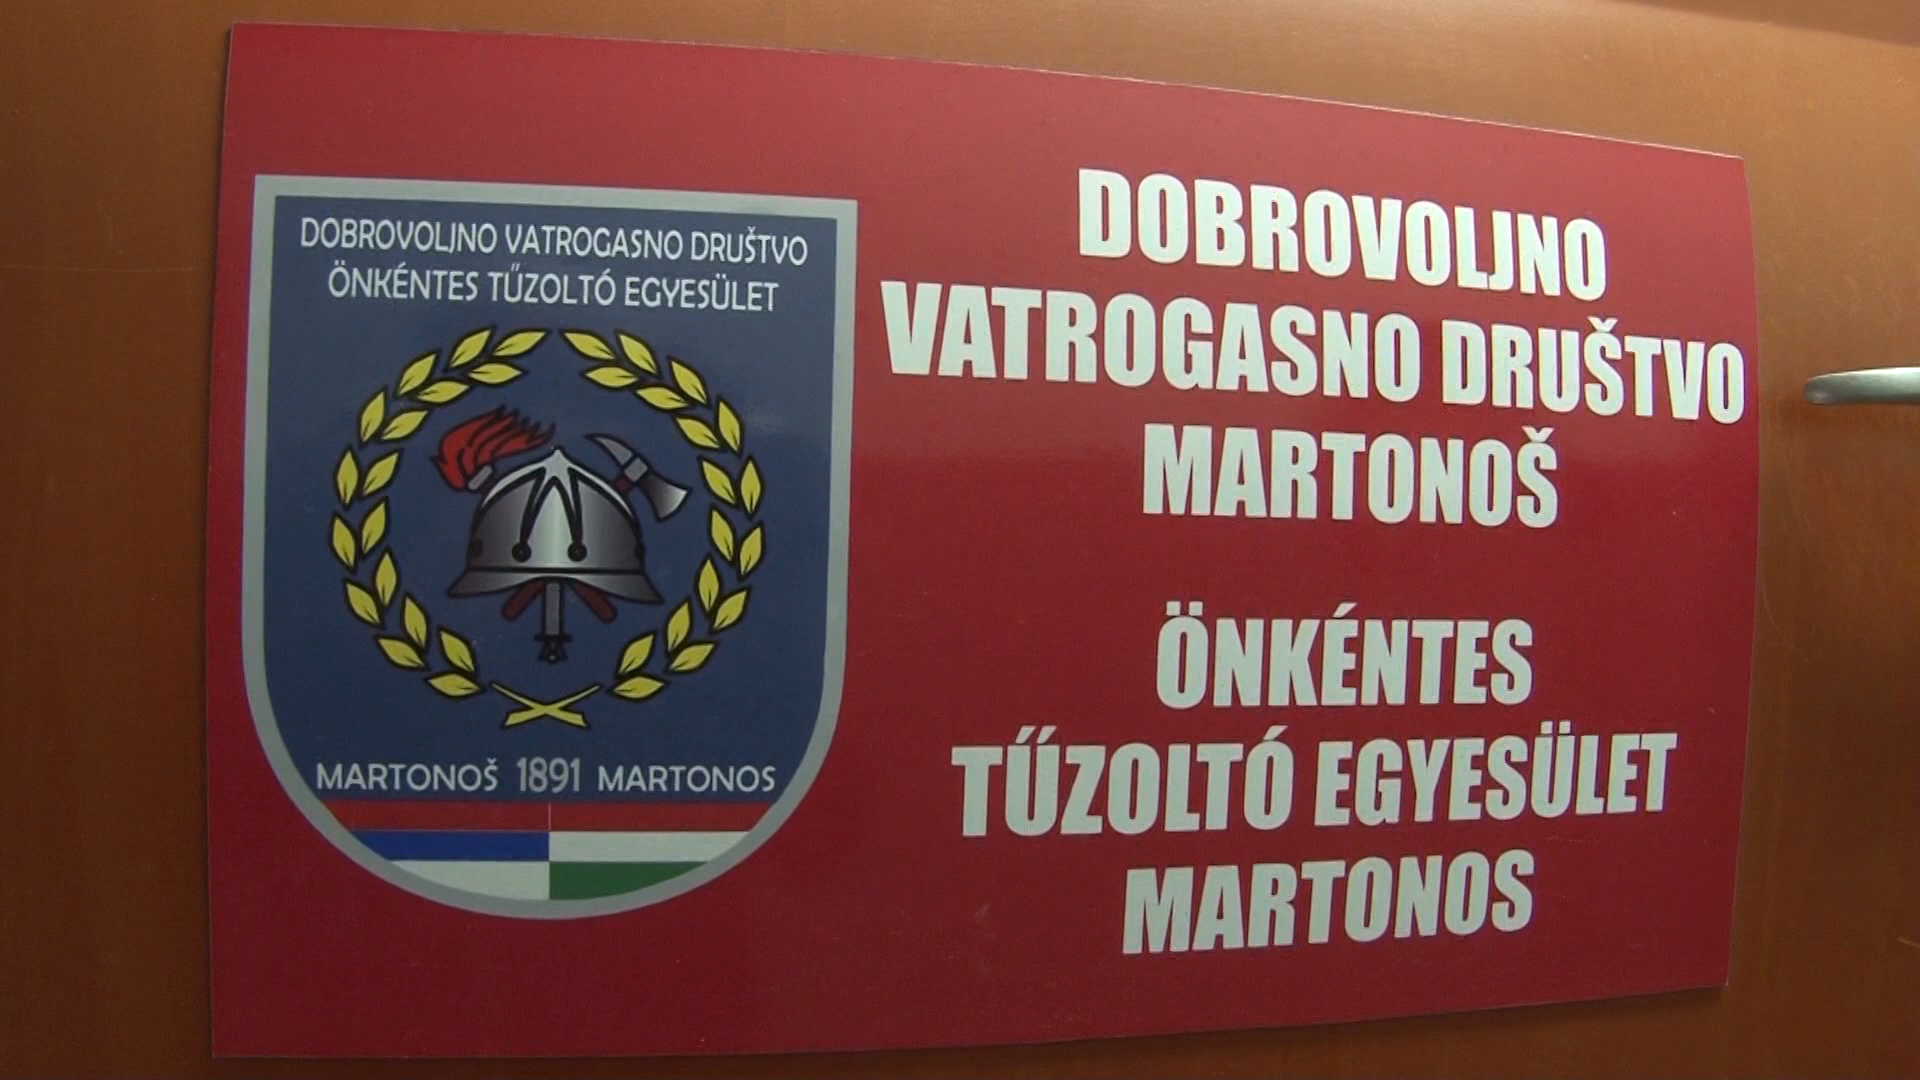 DOBROVOLJNO VATROGASNO DRUŠTVO
ÖNKÉNTES TŰZOLTÓ EGYESÜLET
MARTONOŠ 1891 MARTONOS
DOBROVOLJNO
VATROGASNO DRUŠTVO
MARTONOŠ
ÖNKÉNTES
TŰZOLTÓ EGYESÜLET
MARTONOS